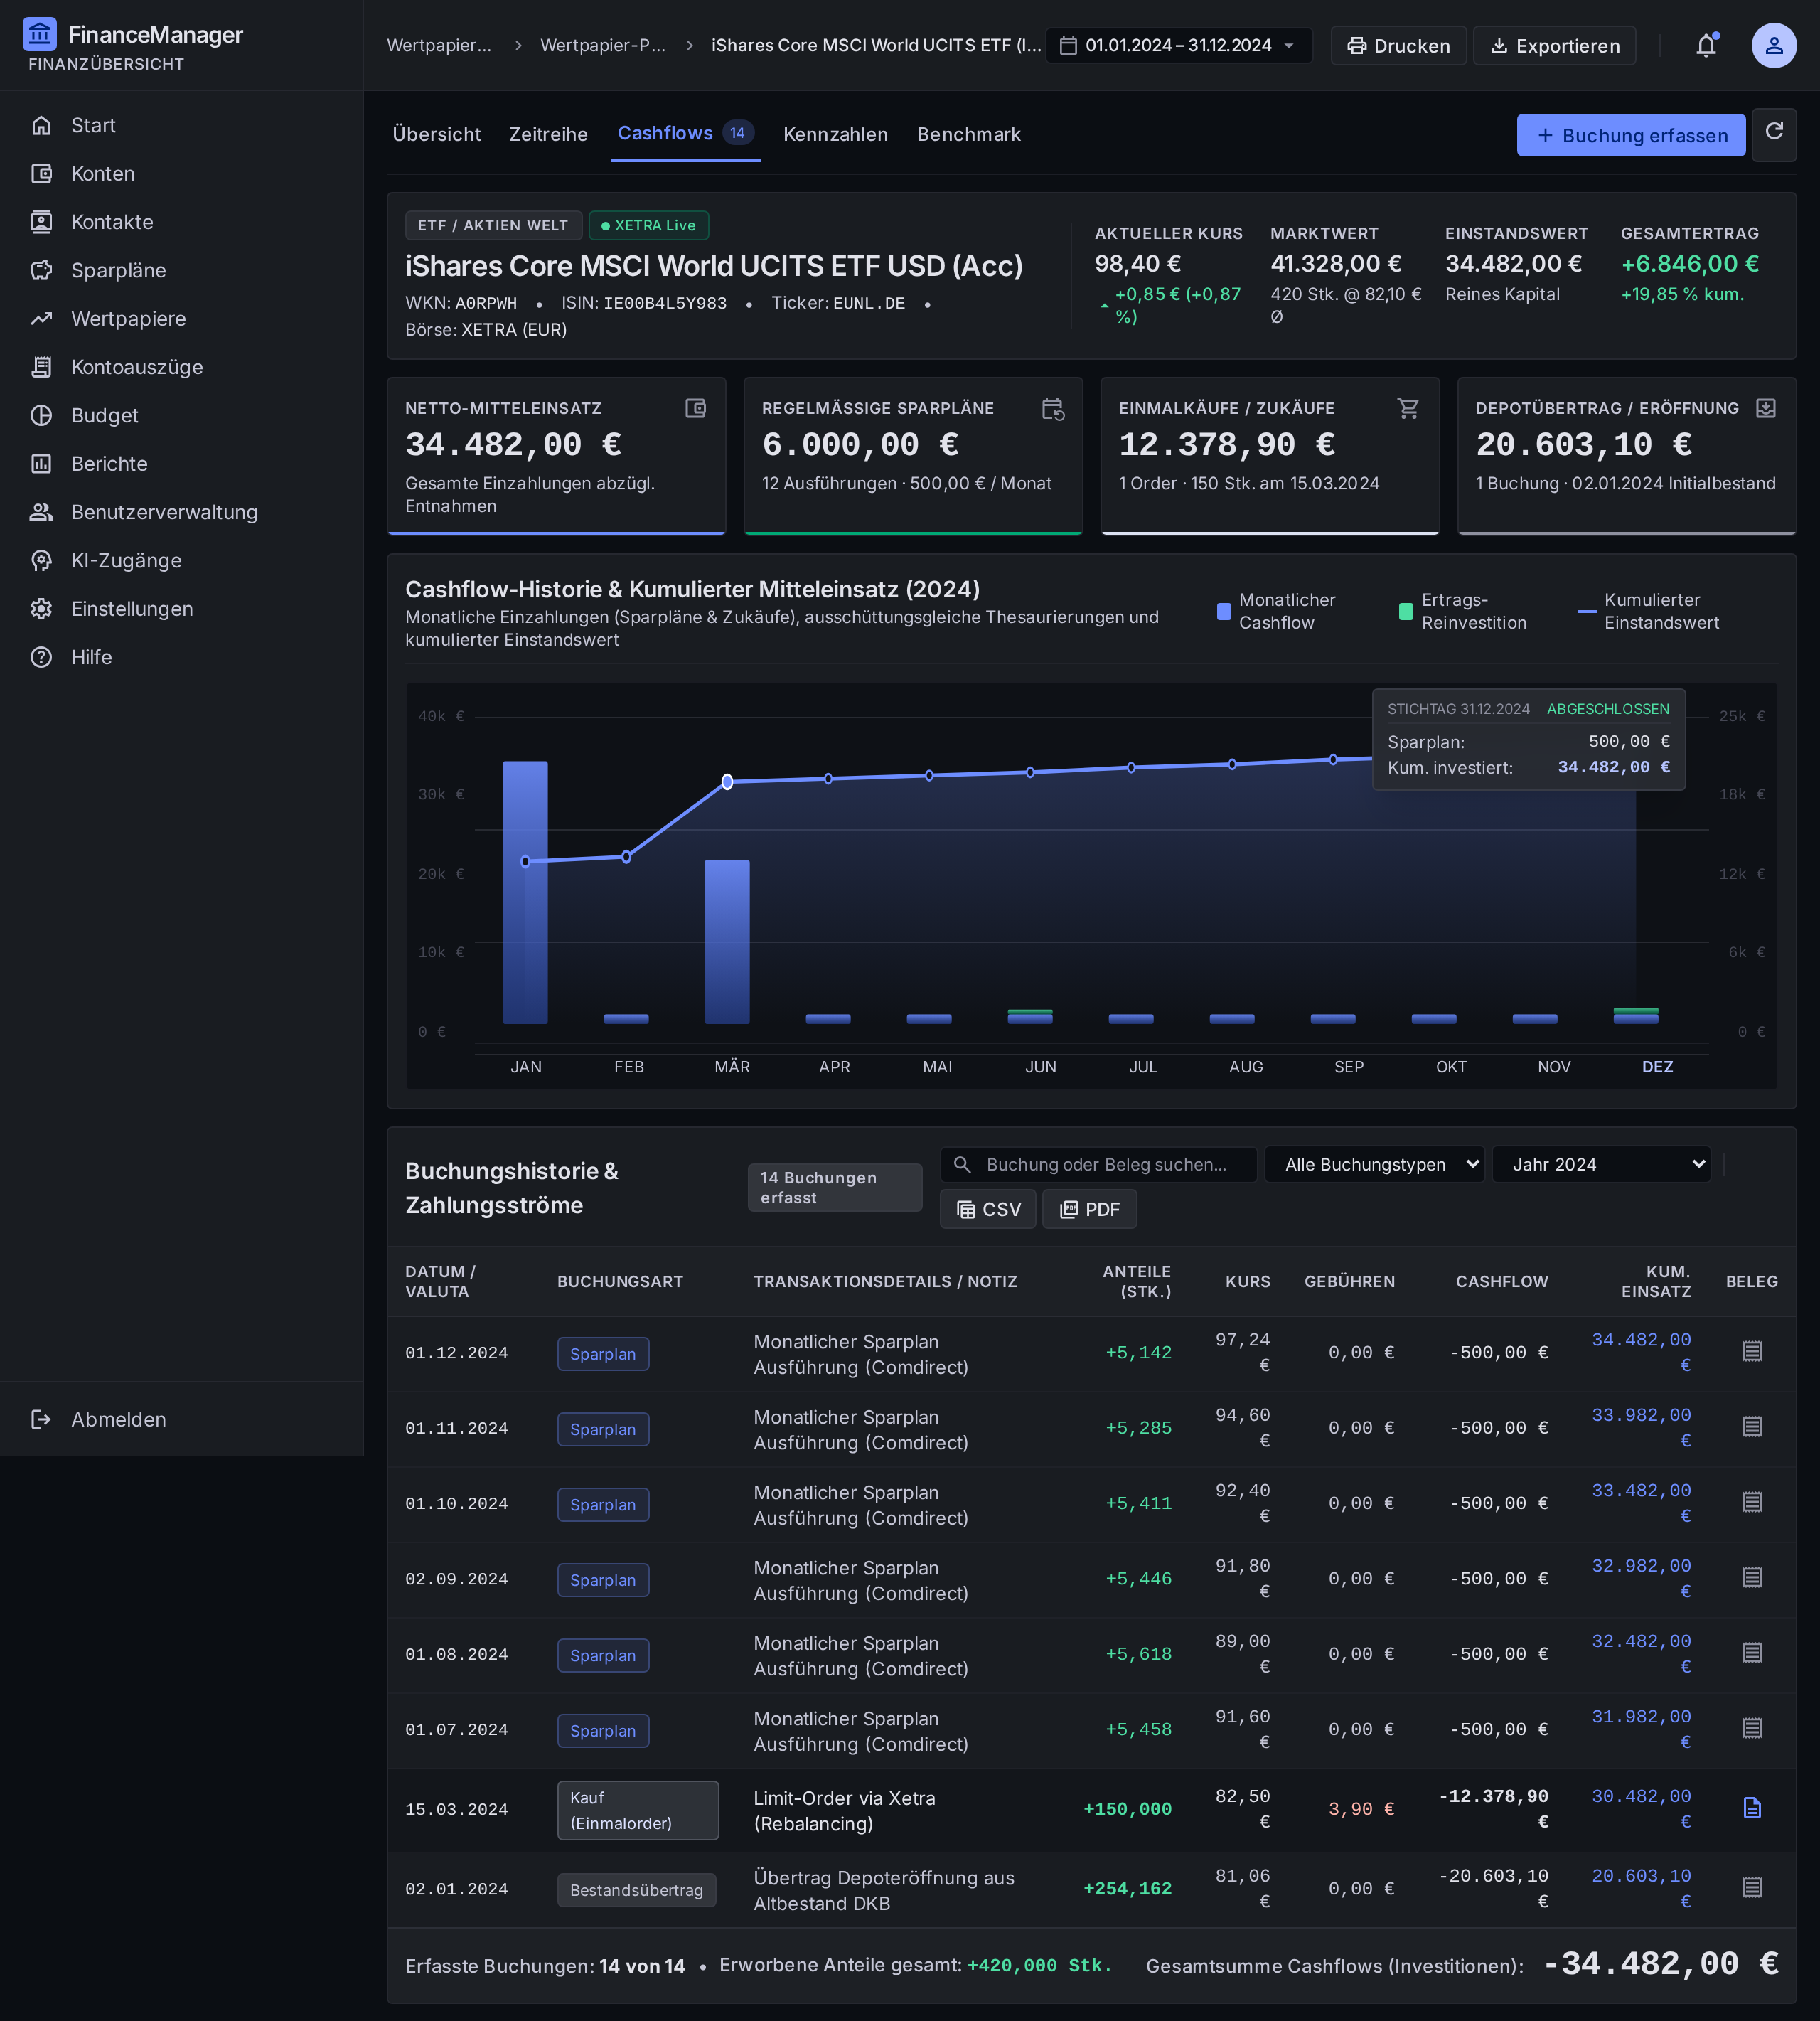 FinanceManager
FINANZÜBERSICHT
Start
Konten
Kontakte
Sparpläne
Wertpapiere
Kontoauszüge
Budget
Berichte
Benutzerverwaltung
KI-Zugänge
Einstellungen
Hilfe
Abmelden
Wertpapier... › Wertpapier-P... › iShares Core MSCI World UCITS ETF (I...
01.01.2024 – 31.12.2024
Drucken
Exportieren
Übersicht
Zeitreihe
Cashflows 14
Kennzahlen
Benchmark
+ Buchung erfassen
ETF / AKTIEN WELT
XETRA Live
iShares Core MSCI World UCITS ETF USD (Acc)
WKN: A0RPWH • ISIN: IE00B4L5Y983 • Ticker: EUNL.DE •
Börse: XETRA (EUR)
AKTUELLER KURS
98,40 €
+0,85 € (+0,87
%)
MARKTWERT
41.328,00 €
420 Stk. @ 82,10 €
Ø
EINSTANDSWERT
34.482,00 €
Reines Kapital
GESAMTERTRAG
+6.846,00 €
+19,85 % kum.
NETTO-MITTELEINSATZ
34.482,00 €
Gesamte Einzahlungen abzügl.
Entnahmen
REGELMÄSSIGE SPARPLÄNE
6.000,00 €
12 Ausführungen · 500,00 € / Monat
EINMALKÄUFE / ZUKÄUFE
12.378,90 €
1 Order · 150 Stk. am 15.03.2024
DEPOTÜBERTRAG / ERÖFFNUNG
20.603,10 €
1 Buchung · 02.01.2024 Initialbestand
Cashflow-Historie & Kumulierter Mitteleinsatz (2024)
Monatliche Einzahlungen (Sparpläne & Zukäufe), ausschüttungsgleiche Thesaurierungen und
kumulierter Einstandswert
Monatlicher
Cashflow
Ertrags-
Reinvestition
Kumulierter
Einstandswert
40k €
30k €
20k €
10k €
0 €
25k €
18k €
12k €
6k €
0 €
STICHTAG 31.12.2024 ABGESCHLOSSEN
Sparplan: 500,00 €
Kum. investiert: 34.482,00 €
JAN FEB MÄR APR MAI JUN JUL AUG SEP OKT NOV DEZ
Buchungshistorie &
Zahlungsströme
14 Buchungen
erfasst
Buchung oder Beleg suchen...
Alle Buchungstypen
Jahr 2024
CSV
PDF
DATUM /
VALUTA
BUCHUNGSART
TRANSAKTIONSDETAILS / NOTIZ
ANTEILE
(STK.)
KURS
GEBÜHREN
CASHFLOW
KUM.
EINSATZ
BELEG
01.12.2024 Sparplan Monatlicher Sparplan +5,142 97,24 0,00 € -500,00 € 34.482,00
Ausführung (Comdirect) € €
01.11.2024 Sparplan Monatlicher Sparplan +5,285 94,60 0,00 € -500,00 € 33.982,00
Ausführung (Comdirect) € €
01.10.2024 Sparplan Monatlicher Sparplan +5,411 92,40 0,00 € -500,00 € 33.482,00
Ausführung (Comdirect) € €
02.09.2024 Sparplan Monatlicher Sparplan +5,446 91,80 0,00 € -500,00 € 32.982,00
Ausführung (Comdirect) € €
01.08.2024 Sparplan Monatlicher Sparplan +5,618 89,00 0,00 € -500,00 € 32.482,00
Ausführung (Comdirect) € €
01.07.2024 Sparplan Monatlicher Sparplan +5,458 91,60 0,00 € -500,00 € 31.982,00
Ausführung (Comdirect) € €
15.03.2024 Kauf Limit-Order via Xetra +150,000 82,50 3,90 € -12.378,90 30.482,00
(Einmalorder) (Rebalancing) € € €
02.01.2024 Bestandsübertrag Übertrag Depoteröffnung aus +254,162 81,06 0,00 € -20.603,10 20.603,10
Altbestand DKB € € €
Erfasste Buchungen: 14 von 14 • Erworbene Anteile gesamt: +420,000 Stk.
Gesamtsumme Cashflows (Investitionen): -34.482,00 €